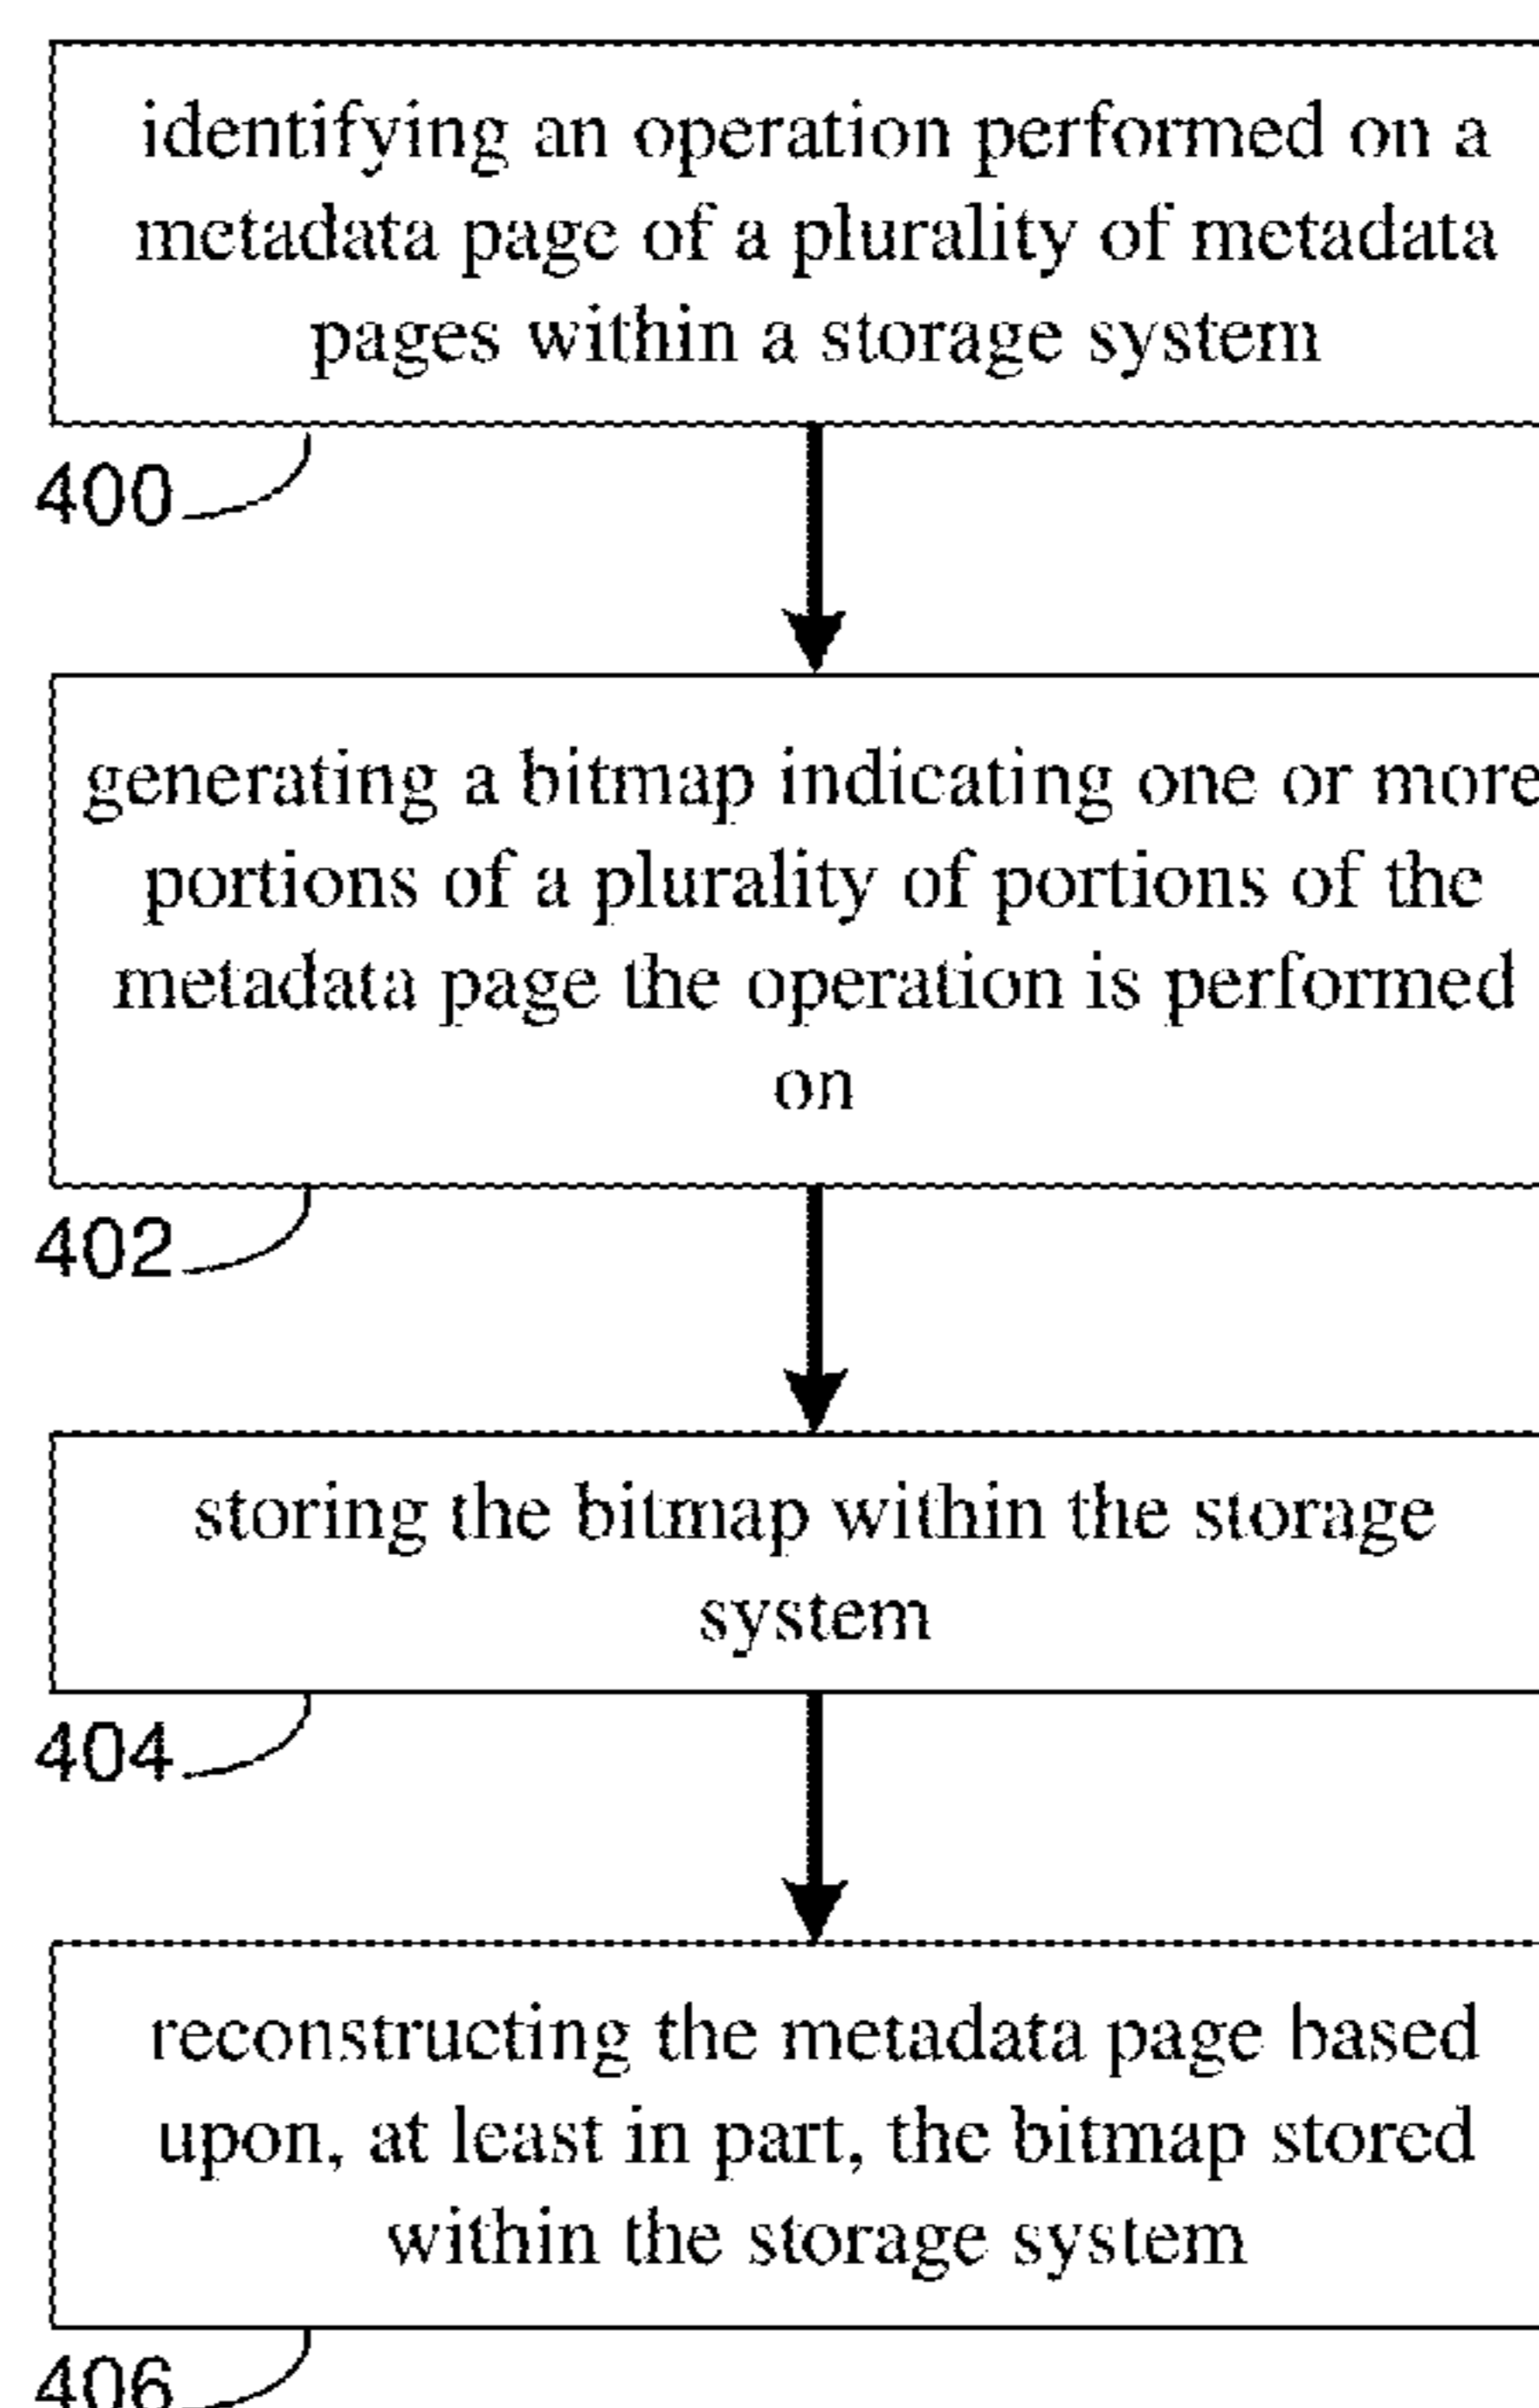 identifying an operation performed on a
metadata page of a plurality of metadata
pages within a storage system
400
generating a bitmap indicating one or more
portions of a plurality of portions of the
metadata page the operation is performed
on
402
storing the bitmap within the storage
system
404
reconstructing the metadata page based
upon, at least in part, the bitmap stored
within the storage system
406